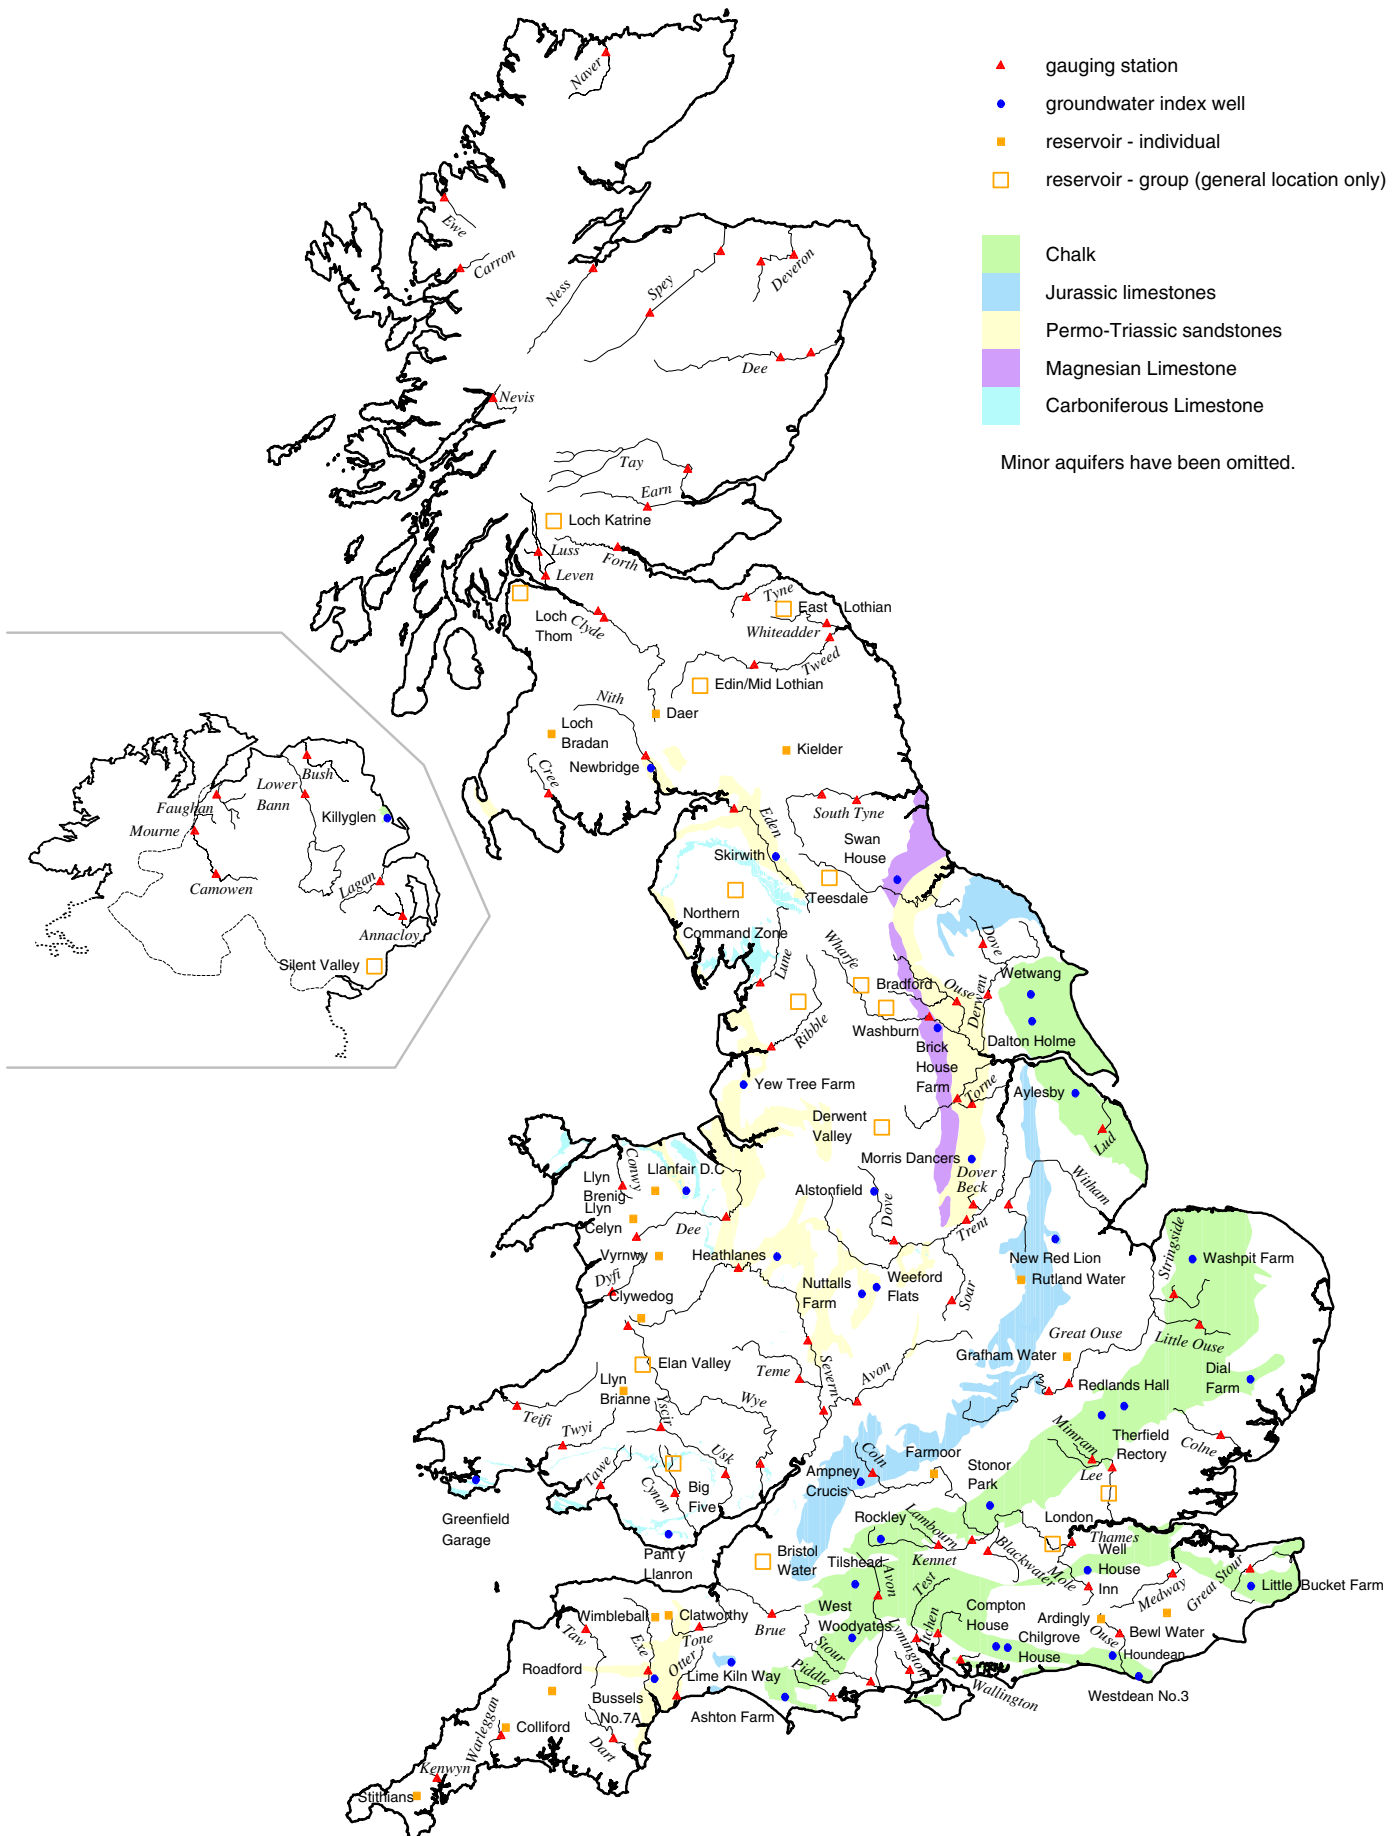 gauging station
groundwater index well
reservoir - individual
reservoir - group (general location only)
Chalk
Jurassic limestones
Permo-Triassic sandstones
Magnesian Limestone
Carboniferous Limestone
Minor aquifers have been omitted.
Naver
Ewe
Carron
Ness
Spey
Deveron
Dee
Nevis
Tay
Earn
Loch Katrine
Luss
Forth
Leven
Loch
Thom
Clyde
Tyne
East Lothian
Whiteadder
Tweed
Edin/Mid Lothian
Nith
Daer
Loch
Bradan
Kielder
Newbridge
Cree
Bush
Lower
Bann
Faughan
Mourne
Killyglen
Camowen
Lagan
Annacloy
Silent Valley
Eden
South Tyne
Swan
House
Skirwith
Teesdale
Northern
Command Zone
Lune
Wharfe
Dove
Wetwang
Bradford
Ouse
Derwent
Washburn
Ribble
Brick
House
Farm
Dalton Holme
Yew Tree Farm
Torne
Aylesby
Lud
Derwent
Valley
Morris Dancers
Dover
Beck
Witham
Conwy
Llanfair D.C
Llyn
Brenig
Llyn
Celyn
Alstonfield
Dove
Trent
Dee
Vyrnwy
Heathlanes
Dyfi
Clywedog
Nuttalls
Farm
Weeford
Flats
Soar
New Red Lion
Rutland Water
Stringside
Washpit Farm
Great Ouse
Little Ouse
Grafham Water
Elan Valley
Teme
Severn
Avon
Llyn
Brianne
Redlands Hall
Dial
Farm
Teifi
Twyi
Yscir
Wye
Mimram
Therfield
Rectory
Colne
Lee
Tawe
Cynon
Usk
Big
Five
Coln
Ampney
Crucis
Farmoor
Stonor
Park
Greenfield
Garage
Pant y
Llanron
Bristol
Water
Rockley
Lambourn
Kennet
Tilshead
London
Thames
Blackwater
Mole
Well
House
Inn
Medway
Great Stour
Little Bucket Farm
Avon
Test
West
Woodyates
Itchen
Compton
House
Chilgrove
House
Ardingly
Ouse
Bewl Water
Houndean
Westdean No.3
Wimbleball
Clatworthy
Taw
Exe
Tone
Brue
Stour
Lymington
Wallington
Otter
Lime Kiln Way
Piddle
Roadford
Bussels
No.7A
Ashton Farm
Warleggan
Colliford
Dart
Kenwyn
Stithians